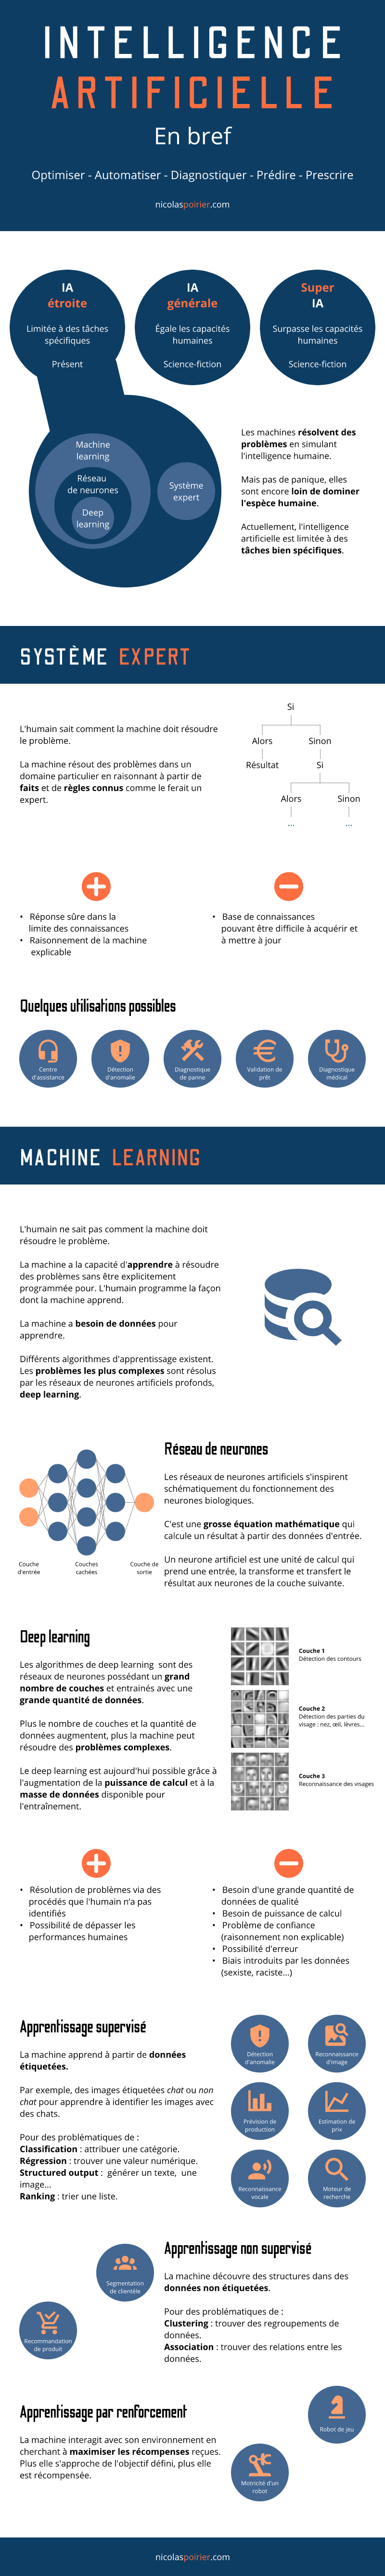 INTELLIGENCE
ARTIFICIELLE
En bref
Optimiser - Automatiser - Diagnostiquer - Prédire - Prescrire
nicolaspoirier.com
IA
étroite
Limitée à des tâches
spécifiques
Présent
IA
générale
Égale les capacités
humaines
Science-fiction
Super
IA
Surpasse les capacités
humaines
Science-fiction
Machine
learning
Réseau
de neurones
Deep
learning
Système
expert
Les machines résolvent des
problèmes en simulant
l'intelligence humaine.
Mais pas de panique, elles
sont encore loin de dominer
l'espèce humaine.
Actuellement, l'intelligence
artificielle est limitée à des
tâches bien spécifiques.
SYSTÈME EXPERT
L'humain sait comment la machine doit résoudre
le problème.
La machine résout des problèmes dans un
domaine particulier en raisonnant à partir de
faits et de règles connus comme le ferait un
expert.
Si
Alors Sinon
Résultat Si
Alors Sinon
... ...
• Réponse sûre dans la
limite des connaissances
• Raisonnement de la machine
explicable
• Base de connaissances
pouvant être difficile à acquérir et
à mettre à jour
Quelques utilisations possibles
Centre
d'assistance
Détection
d'anomalie
Diagnostique
de panne
Validation de
prêt
Diagnostique
médical
MACHINE LEARNING
L'humain ne sait pas comment la machine doit
résoudre le problème.
La machine a la capacité d'apprendre à résoudre
des problèmes sans être explicitement
programmée pour. L'humain programme la façon
dont la machine apprend.
La machine a besoin de données pour
apprendre.
Différents algorithmes d'apprentissage existent.
Les problèmes les plus complexes sont résolus
par les réseaux de neurones artificiels profonds,
deep learning.
Couche
d'entrée
Couches
cachées
Couche de
sortie
Réseau de neurones
Les réseaux de neurones artificiels s'inspirent
schématiquement du fonctionnement des
neurones biologiques.
C'est une grosse équation mathématique qui
calcule un résultat à partir des données d'entrée.
Un neurone artificiel est une unité de calcul qui
prend une entrée, la transforme et transfert le
résultat aux neurones de la couche suivante.
Deep learning
Les algorithmes de deep learning sont des
réseaux de neurones possédant un grand
nombre de couches et entrainés avec une
grande quantité de données.
Plus le nombre de couches et la quantité de
données augmentent, plus la machine peut
résoudre des problèmes complexes.
Le deep learning est aujourd'hui possible grâce à
l'augmentation de la puissance de calcul et à la
masse de données disponible pour
l'entraînement.
Couche 1
Détection des contours
Couche 2
Détection des parties du
visage : nez, œil, lèvres...
Couche 3
Reconnaissance des visages
• Résolution de problèmes via des
procédés que l'humain n'a pas
identifiés
• Possibilité de dépasser les
performances humaines
• Besoin d'une grande quantité de
données de qualité
• Besoin de puissance de calcul
• Problème de confiance
(raisonnement non explicable)
• Possibilité d'erreur
• Biais introduits par les données
(sexiste, raciste...)
Apprentissage supervisé
La machine apprend à partir de données
étiquetées.
Par exemple, des images étiquetées chat ou non
chat pour apprendre à identifier les images avec
des chats.
Pour des problématiques de :
Classification : attribuer une catégorie.
Régression : trouver une valeur numérique.
Structured output : générer un texte, une
image...
Ranking : trier une liste.
Détection
d'anomalie
Reconnaissance
d'image
Prévision de
production
Estimation de
prix
Reconnaissance
vocale
Moteur de
recherche
Segmentation
de clientèle
Recommandation
de produit
Apprentissage non supervisé
La machine découvre des structures dans des
données non étiquetées.
Pour des problématiques de :
Clustering : trouver des regroupements de
données.
Association : trouver des relations entre les
données.
Apprentissage par renforcement
La machine interagit avec son environnement en
cherchant à maximiser les récompenses reçues.
Plus elle s'approche de l'objectif défini, plus elle
est récompensée.
Robot de jeu
Motricité d'un
robot
nicolaspoirier.com